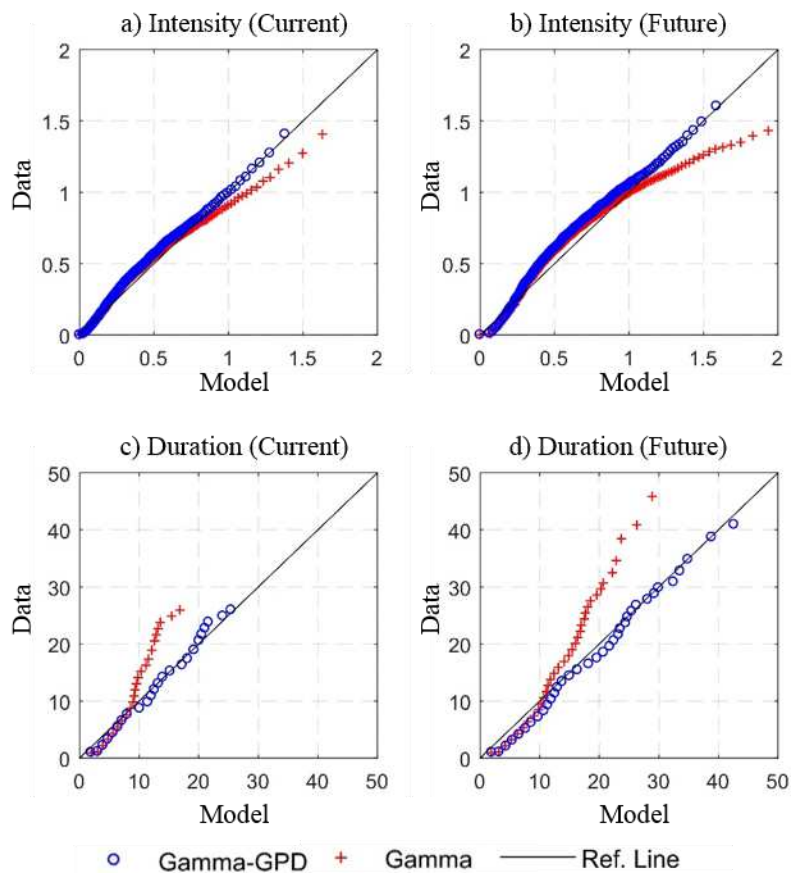 a) Intensity (Current)
2
1.5
1
0.5
0
0 0.5 1 1.5 2
Data
Model
b) Intensity (Future)
2
1.5
1
0.5
0
0 0.5 1 1.5 2
Data
Model
c) Duration (Current)
50
40
30
20
10
0
0 10 20 30 40 50
Data
Model
d) Duration (Future)
50
40
30
20
10
0
0 10 20 30 40 50
Data
Model
Gamma-GPD Gamma Ref. Line